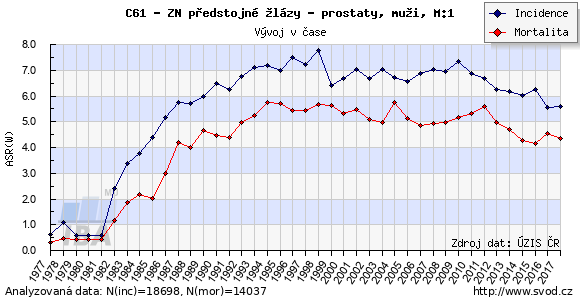 C61 – ZN předstojné žlázy – prostaty, muži, M:1
Vývoj v čase
Incidence
Mortalita
ASR(W)
8.0
7.0
6.0
5.0
4.0
3.0
2.0
1.0
0.0
Zdroj dat: ÚZIS ČR
1977 1978 1979 1980 1981 1982 1983 1984 1985 1986 1987 1988 1989 1990 1991 1992 1993 1994 1995 1996 1997 1998 1999 2000 2001 2002 2003 2004 2005 2006 2007 2008 2009 2010 2011 2012 2013 2014 2015 2016 2017
Analyzovaná data: N(inc)=18698, N(mor)=14037
http://www.svod.cz/